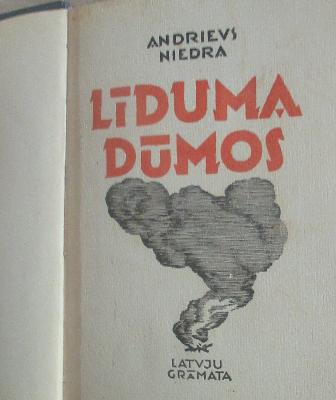 ANDRIEVS
NIEDRA
LĪDUMA
DŪMOS
LATVJU
GRĀMATA